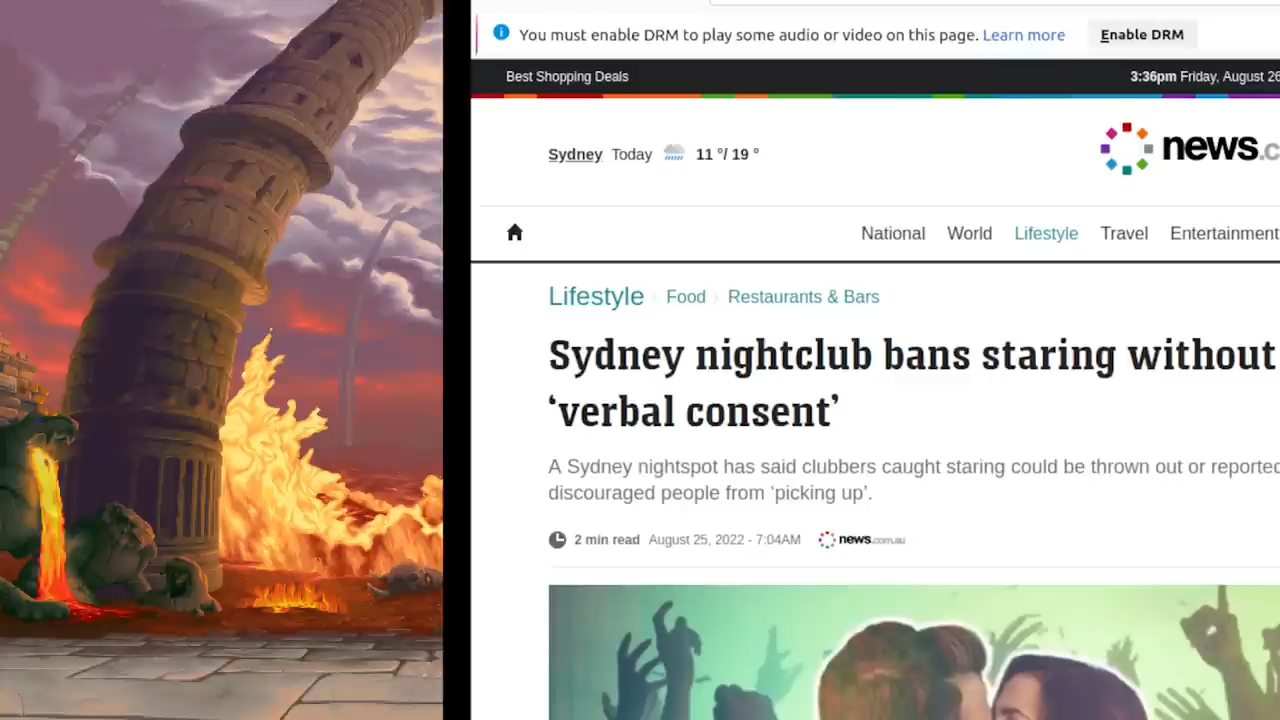 You must enable DRM to play some audio or video on this page. Learn more Enable DRM
Best Shopping Deals 3:36pm Friday, August 26
Sydney Today 11 °/ 19 ° news.c
National World Lifestyle Travel Entertainment
Lifestyle Food Restaurants & Bars
Sydney nightclub bans staring without
‘verbal consent’
A Sydney nightspot has said clubbers caught staring could be thrown out or reported
discouraged people from ‘picking up’.
2 min read August 25, 2022 - 7:04AM news.com.au